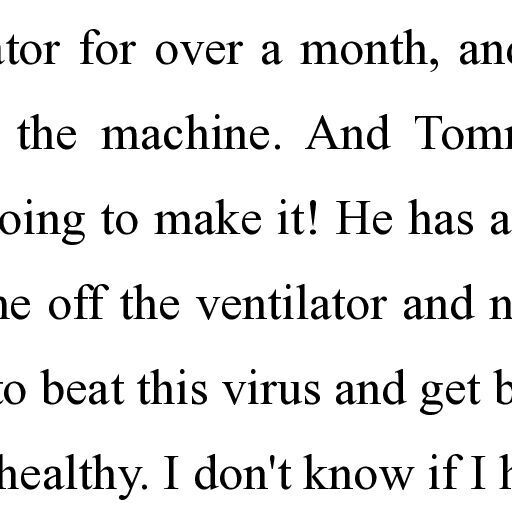 ator for over a month, and
the machine. And Tomm
oing to make it! He has a
ne off the ventilator and n
to beat this virus and get b
healthy. I don't know if I h